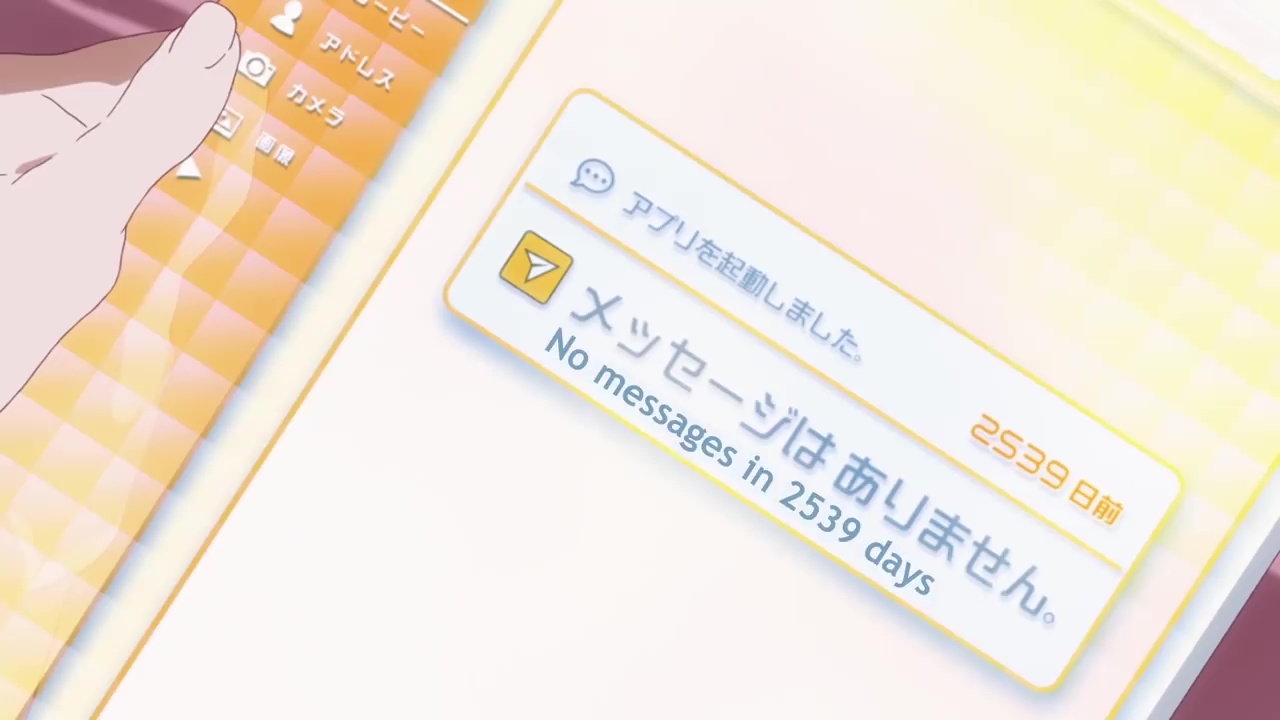 アドレス
カメラ
画像
アプリを起動しました。
2539日前
メッセージは ありません。
No messages in 2539 days